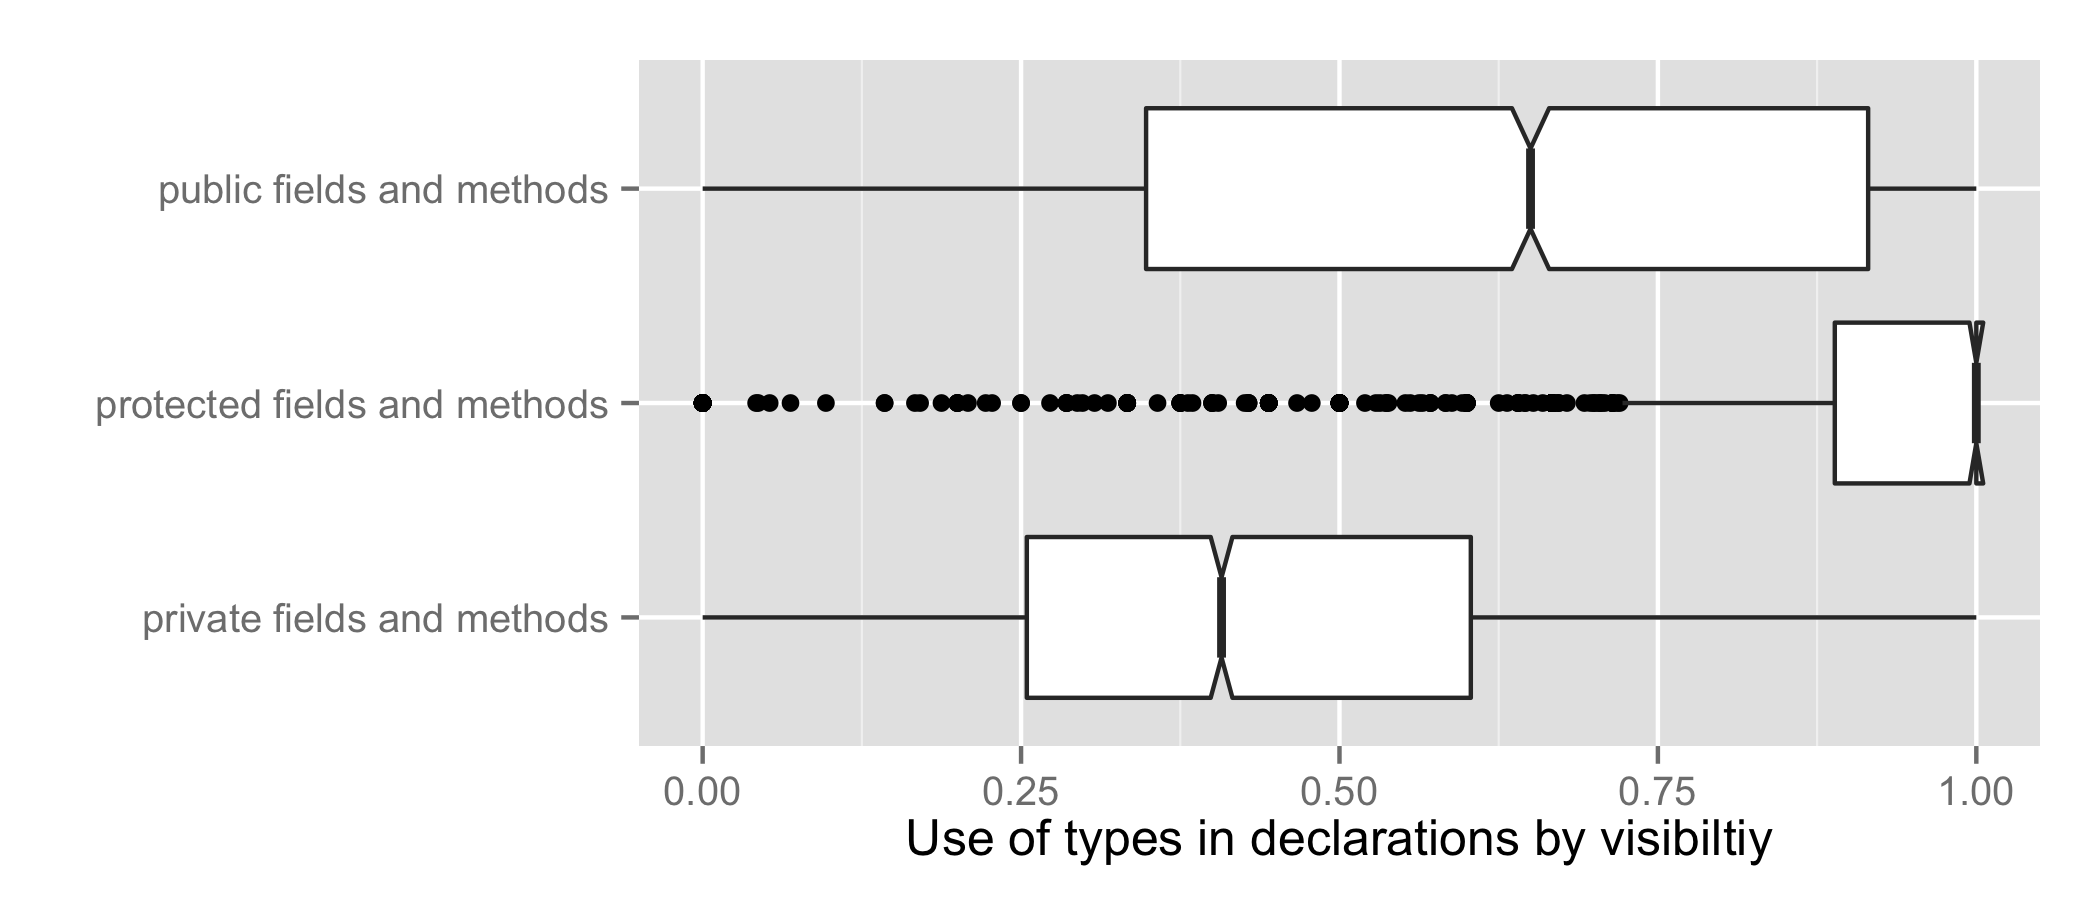 public fields and methods
protected fields and methods
private fields and methods
0.00 0.25 0.50 0.75 1.00
Use of types in declarations by visibiltiy